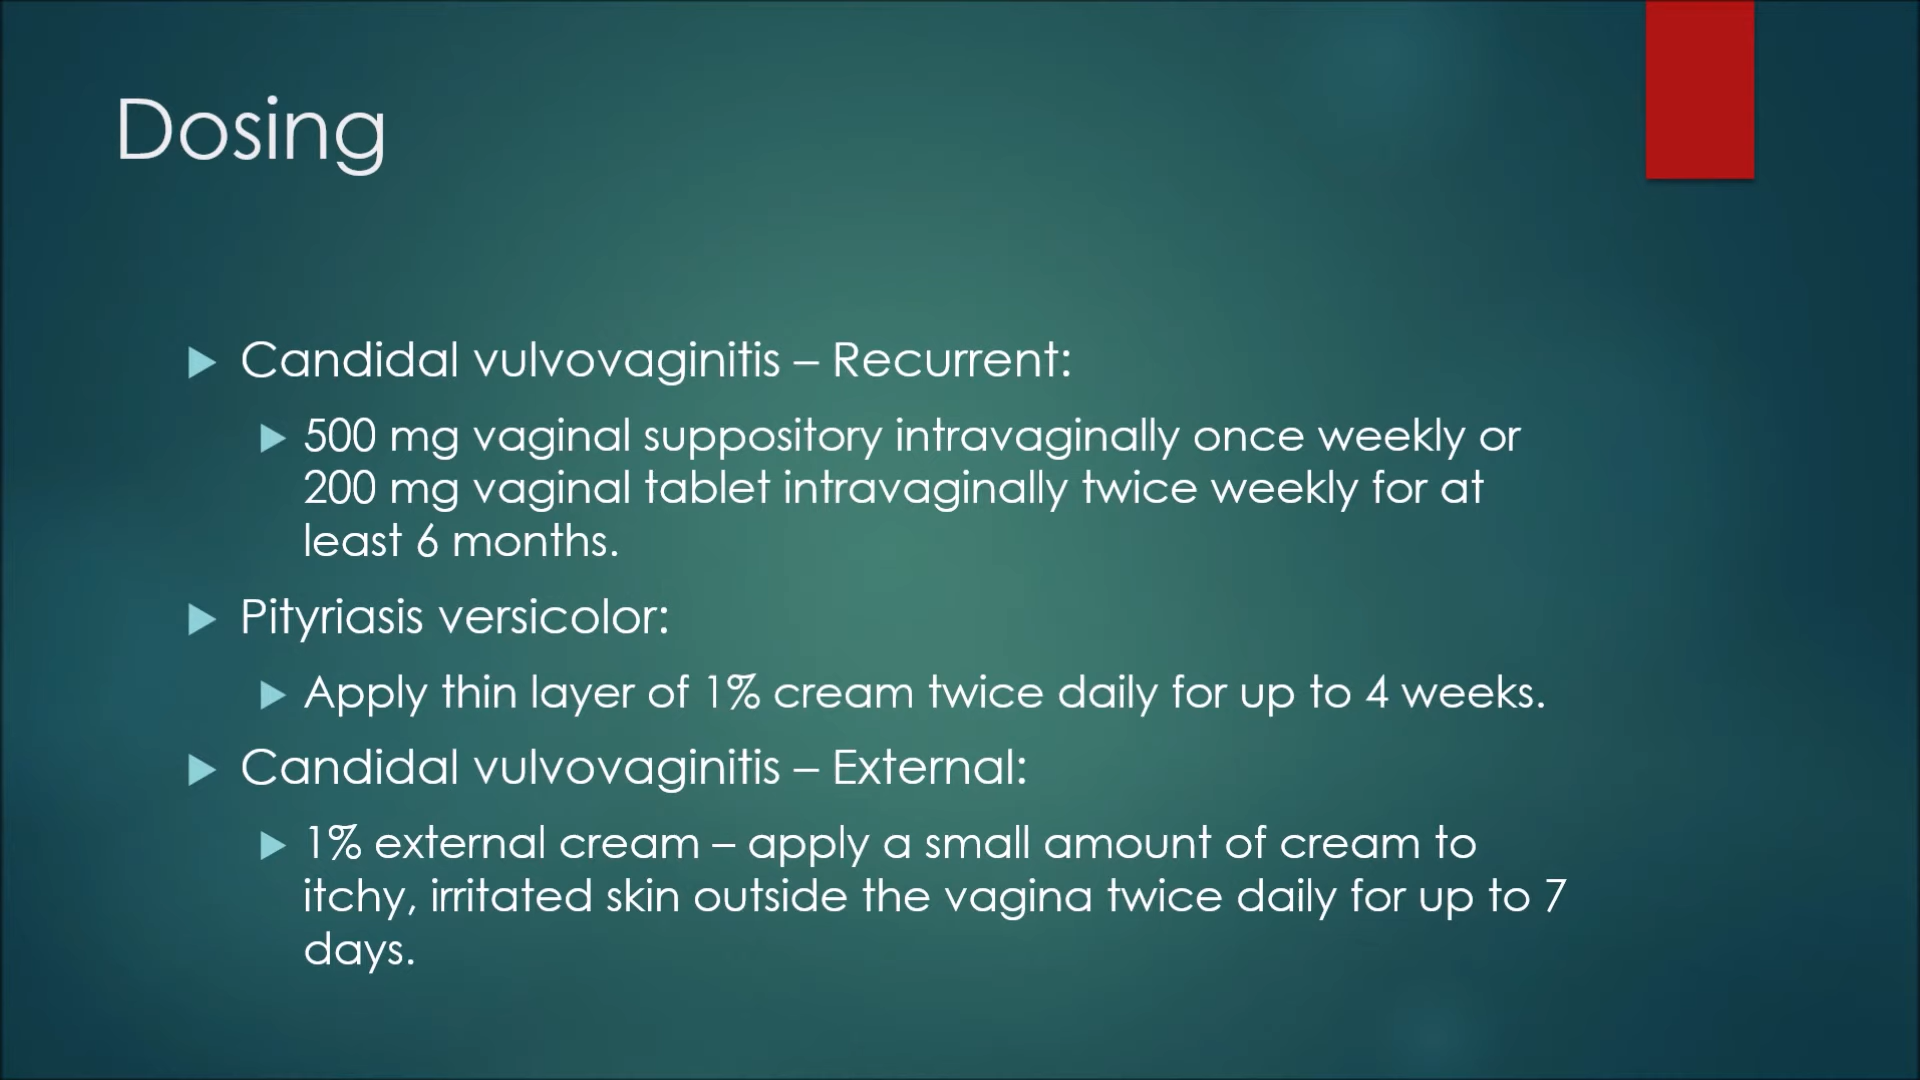 Dosing
Candidal vulvovaginitis – Recurrent:
500 mg vaginal suppository intravaginally once weekly or
200 mg vaginal tablet intravaginally twice weekly for at
least 6 months.
Pityriasis versicolor:
Apply thin layer of 1% cream twice daily for up to 4 weeks.
Candidal vulvovaginitis – External:
1% external cream – apply a small amount of cream to
itchy, irritated skin outside the vagina twice daily for up to 7
days.